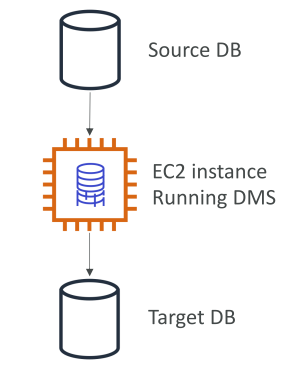 Source DB
EC2 instance
Running DMS
Target DB